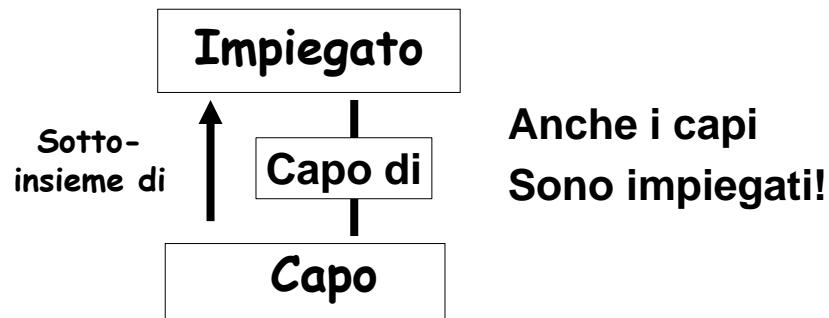 Impiegato
Sotto-
insieme di
Capo di
Anche i capi
Sono impiegati!
Capo